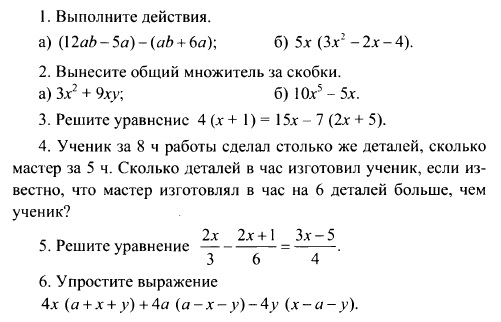 1. Выполните действия.
а) (12ab – 5a) – (ab + 6a); б) 5x (3x² – 2x – 4).
2. Вынесите общий множитель за скобки.
а) 3x² + 9xy; б) 10x⁵ – 5x.
3. Решите уравнение 4 (x + 1) = 15x – 7 (2x + 5).
4. Ученик за 8 ч работы сделал столько же деталей, сколько
мастер за 5 ч. Сколько деталей в час изготовил ученик, если из-
вестно, что мастер изготовлял в час на 6 деталей больше, чем
ученик?
5. Решите уравнение 2x/3 – (2x + 1)/6 = (3x – 5)/4.
6. Упростите выражение
4x (a + x + y) + 4a (a – x – y) – 4y (x – a – y).